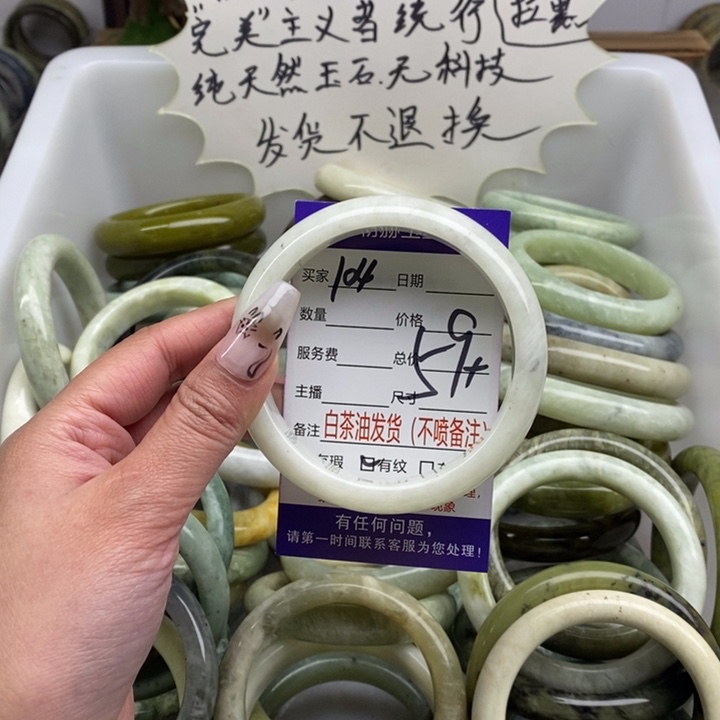 "完美"主义者绕行 拉黑
纯天然玉石.无科技
发货不退换
买家 104 日期
数量 价格
服务费 总价 59+
主播 尺寸
备注 白茶油发货(不喷备注)
有纹
有任何问题，
请第一时间联系客服为您处理!